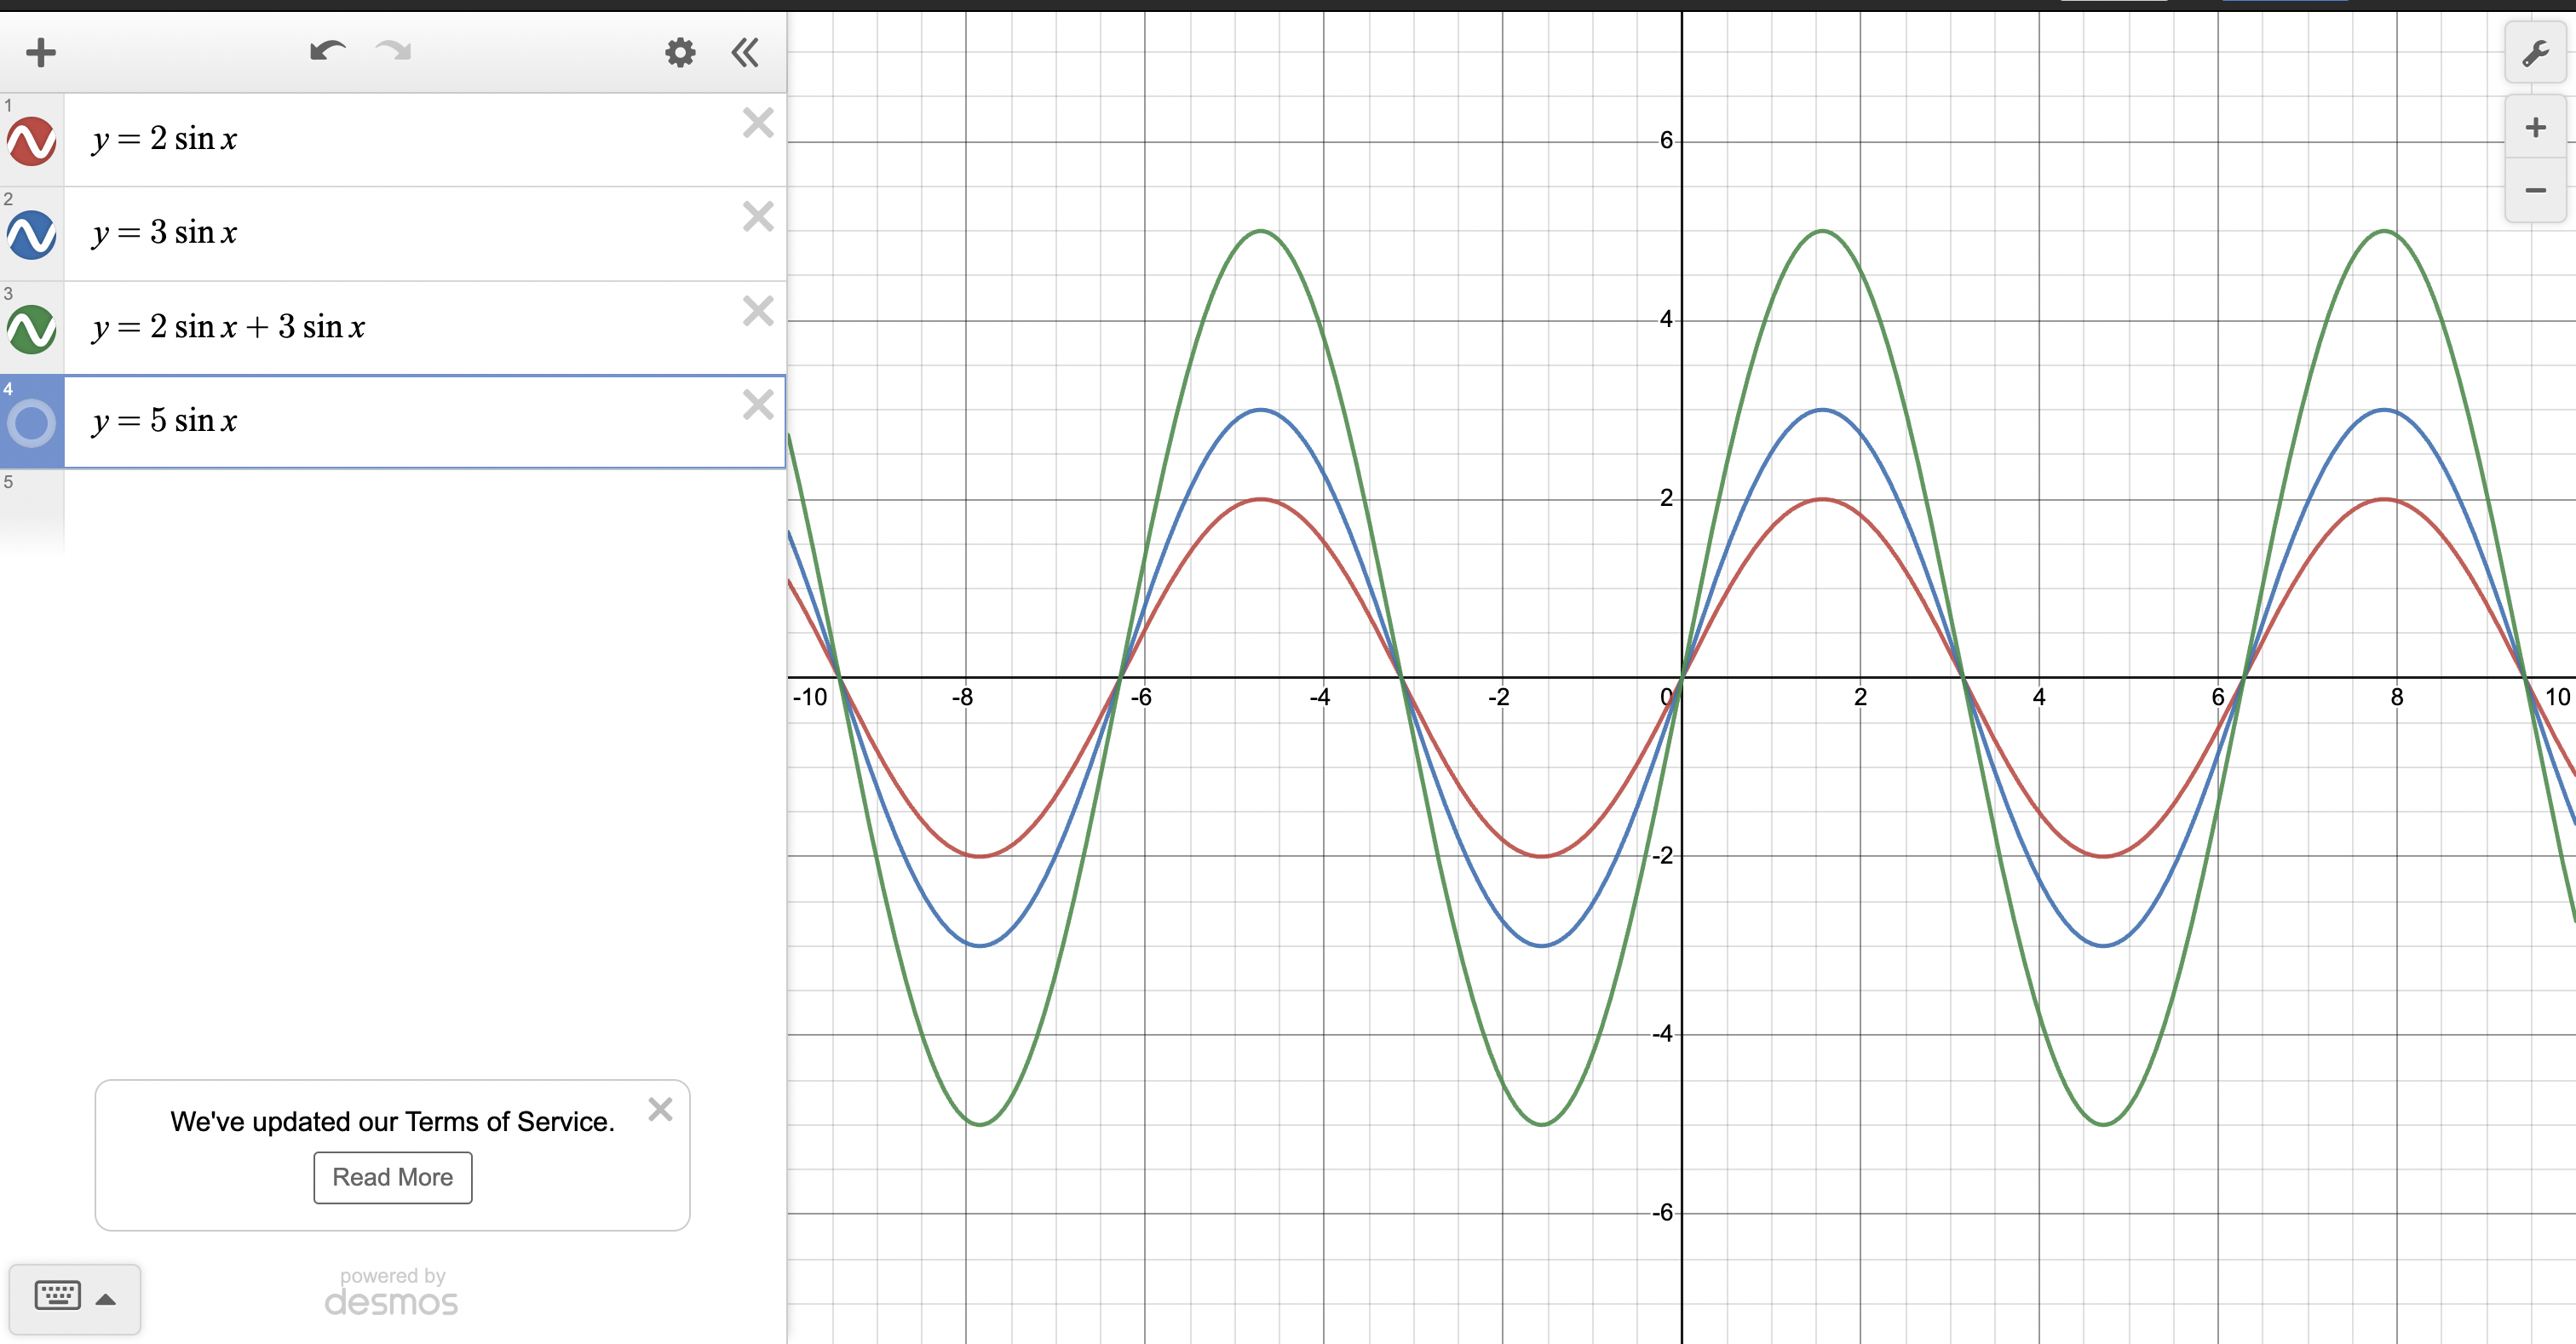 1
y = 2 sin x
2
y = 3 sin x
3
y = 2 sin x + 3 sin x
4
y = 5 sin x
5
We've updated our Terms of Service.
Read More
powered by
desmos
6
4
2
-10 -8 -6 -4 -2 0 2 4 6 8 10
-2
-4
-6